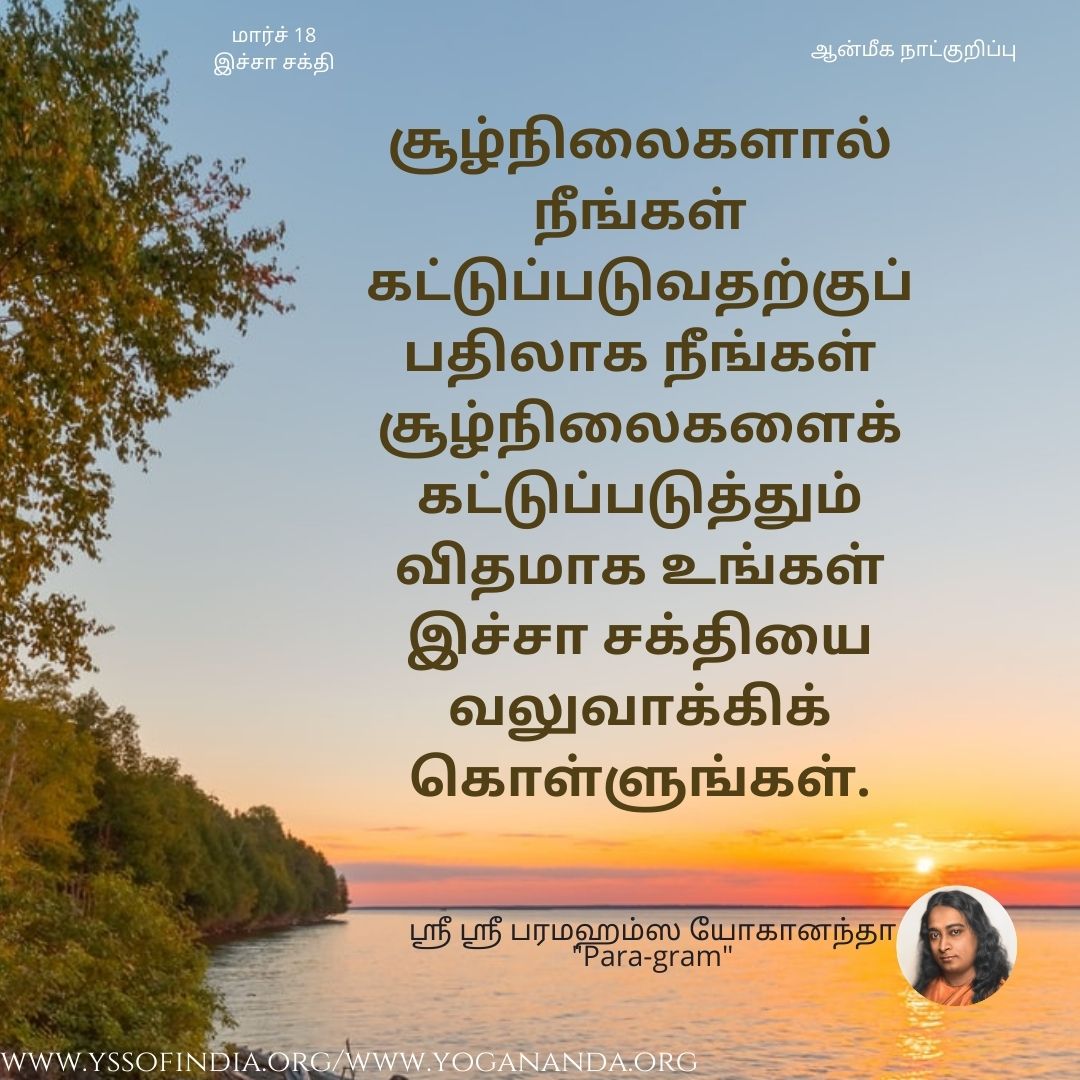 மார்ச் 18
இச்சா சக்தி
ஆன்மீக நாட்குறிப்பு
சூழ்நிலைகளால்
நீங்கள்
கட்டுப்படுவதற்குப்
பதிலாக நீங்கள்
சூழ்நிலைகளைக்
கட்டுப்படுத்தும்
விதமாக உங்கள்
இச்சா சக்தியை
வலுவாக்கிக்
கொள்ளுங்கள்.
ஸ்ரீ ஸ்ரீ பரமஹம்ஸ யோகானந்தா
"Para-gram"
WWW.YSSOFINDIA.ORG/WWW.YOGANANDA.ORG